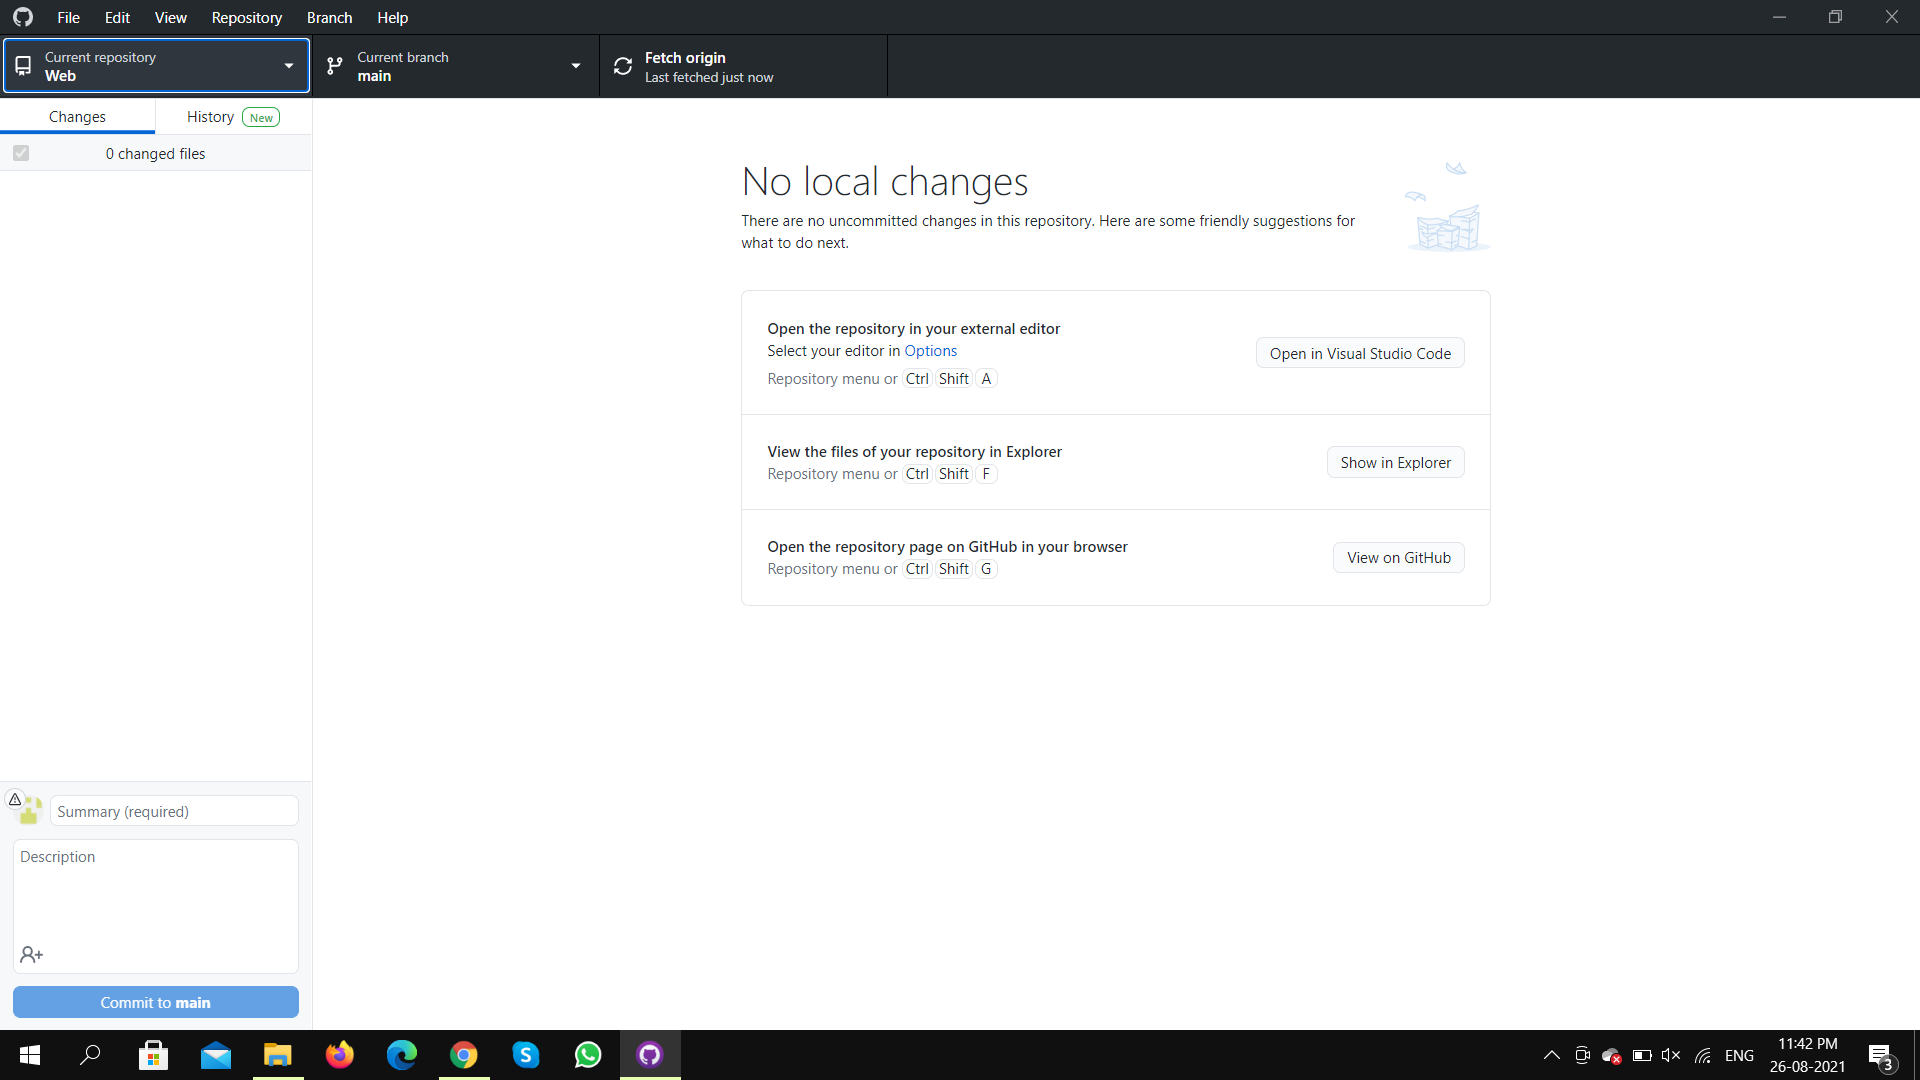 File Edit View Repository Branch Help
Current repository
Web
Current branch
main
Fetch origin
Last fetched just now
Changes
History New
0 changed files
No local changes
There are no uncommitted changes in this repository. Here are some friendly suggestions for
what to do next.
Open the repository in your external editor
Select your editor in Options
Repository menu or Ctrl Shift A
Open in Visual Studio Code
View the files of your repository in Explorer
Repository menu or Ctrl Shift F
Show in Explorer
Open the repository page on GitHub in your browser
Repository menu or Ctrl Shift G
View on GitHub
Summary (required)
Description
Commit to main
ENG
11:42 PM
26-08-2021
3